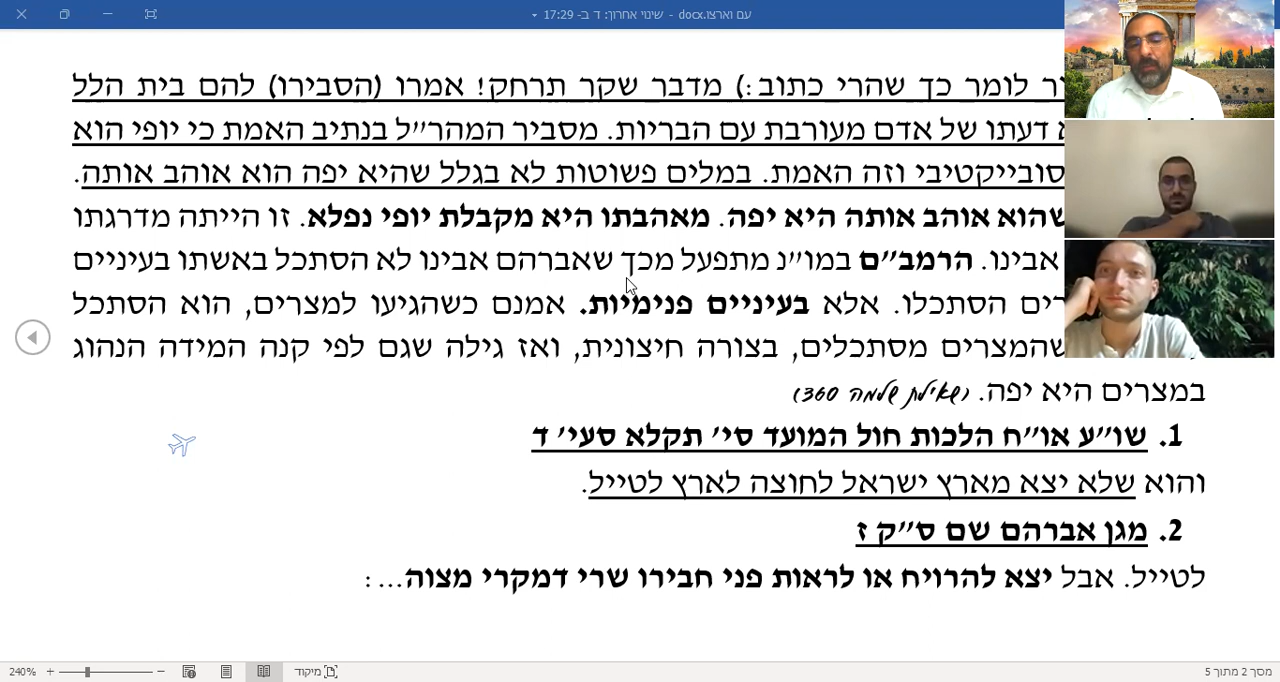 עם וארצו.docx - שינוי אחרון: ד ב- 17:29
לומר כך שהרי כתוב:) מדבר שקר תרחק! אמרו (הסבירו) להם בית הלל
דעתו של אדם מעורבת עם הבריות. מסביר המהר״ל בנתיב האמת כי יופי הוא
סובייקטיבי וזה האמת. במלים פשוטות לא בגלל שהיא יפה הוא אוהב אותה.
שהוא אוהב אותה היא יפה. מאהבתו היא מקבלת יופי נפלא. זו הייתה מדרגתו
אבינו. הרמב״ם במו״נ מתפעל מכך שאברהם אבינו לא הסתכל באשתו בעיניים
הסתכלו. אלא בעיניים פנימיות. אמנם כשהגיעו למצרים, הוא הסתכל
שהמצרים מסתכלים, בצורה חיצונית, ואז גילה שגם לפי קנה המידה הנהוג
במצרים היא יפה. (שאילת שלמה 360)
1. שו״ע או״ח הלכות חול המועד סי׳ תקלא סעי׳ ד
והוא שלא יצא מארץ ישראל לחוצה לארץ לטייל.
2. מגן אברהם שם ס״ק ז
לטייל. אבל יצא להרויח או לראות פני חבירו שרי דמקרי מצוה...:
מסך 2 מתוך 5
מיקוד
240%